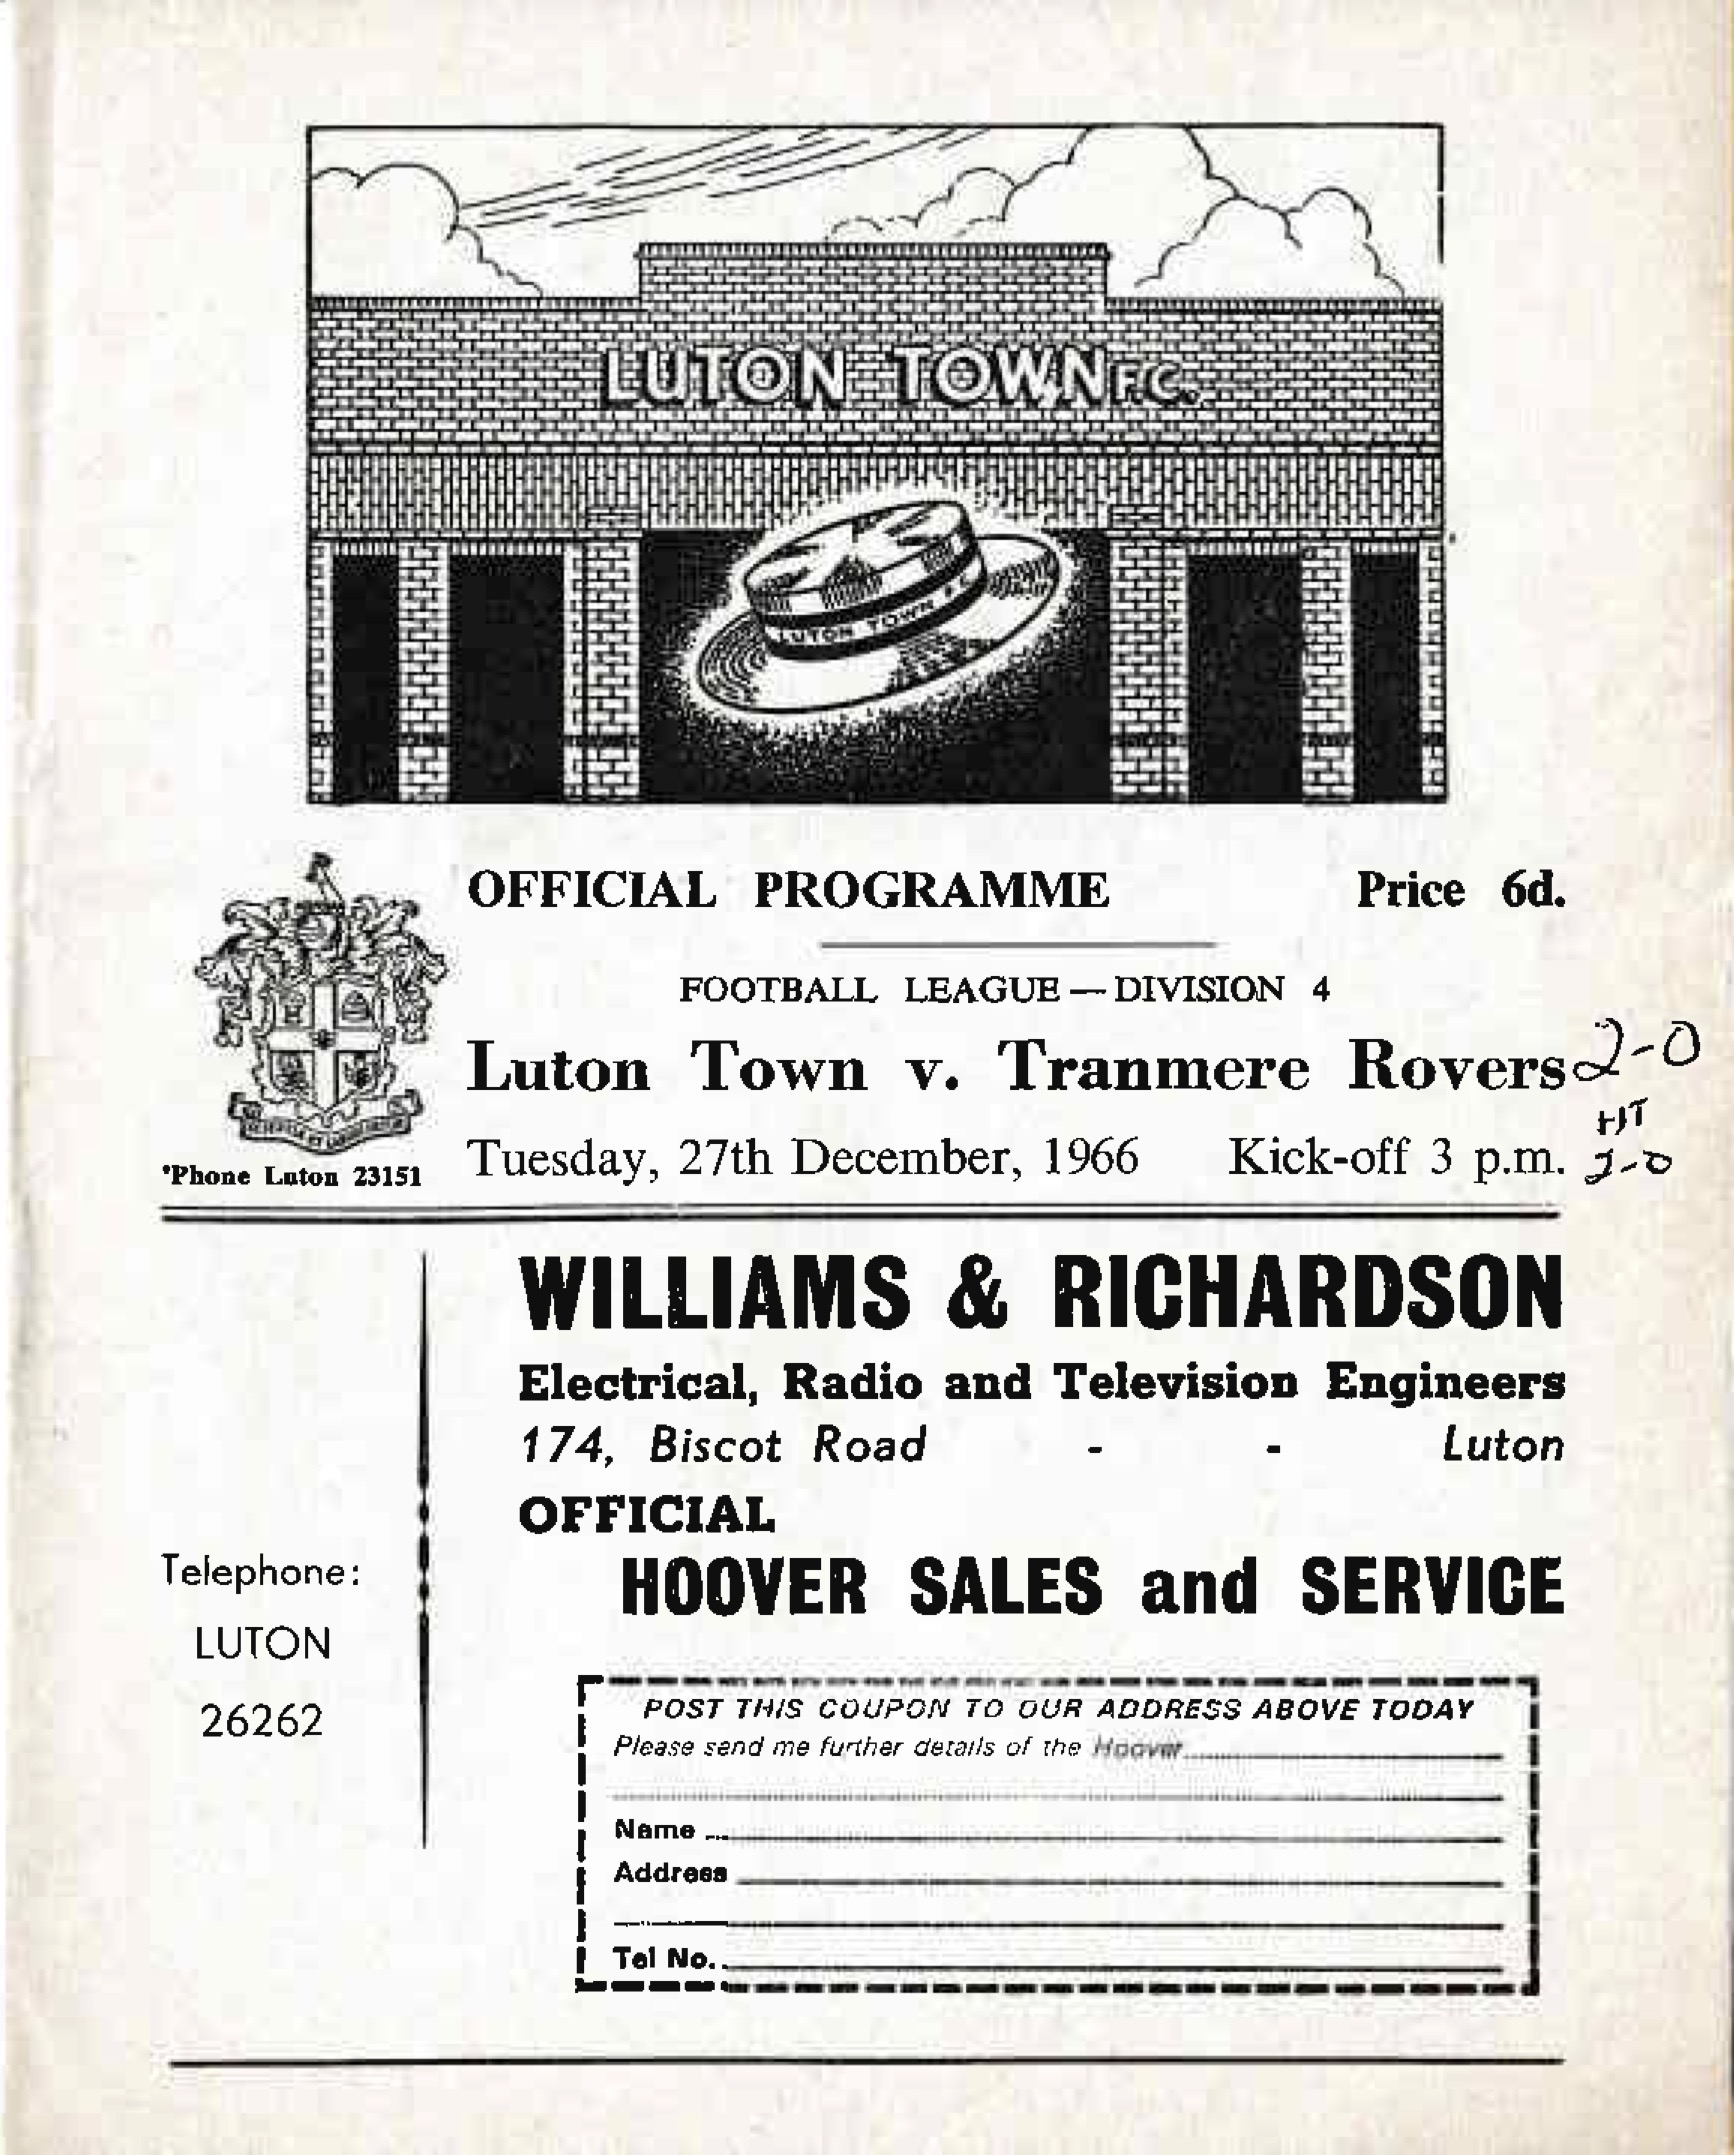 LUTON TOWN F.C.
LUTON TOWN F.C.
OFFICIAL PROGRAMME Price 6d.
FOOTBALL LEAGUE — DIVISION 4
Luton Town v. Tranmere Rovers 2-0
HT
2-0
Tuesday, 27th December, 1966 Kick-off 3 p.m.
'Phone Luton 23151
WILLIAMS & RICHARDSON
Electrical, Radio and Television Engineers
174, Biscot Road - - Luton
OFFICIAL
HOOVER SALES and SERVICE
Telephone:
LUTON
26262
POST THIS COUPON TO OUR ADDRESS ABOVE TODAY
Please send me further details of the Hoover
Name
Address
Tel No.